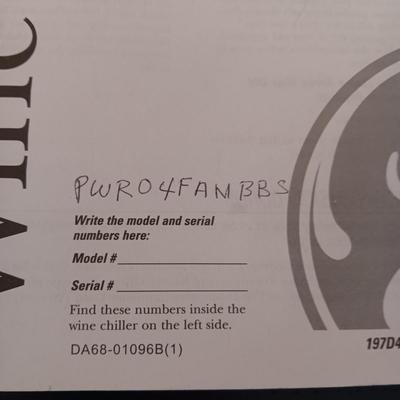 Wine
PWR04FANBBS
Write the model and serial
numbers here:
Model #
Serial #
Find these numbers inside the
wine chiller on the left side.
DA68-01096B(1)
197D4